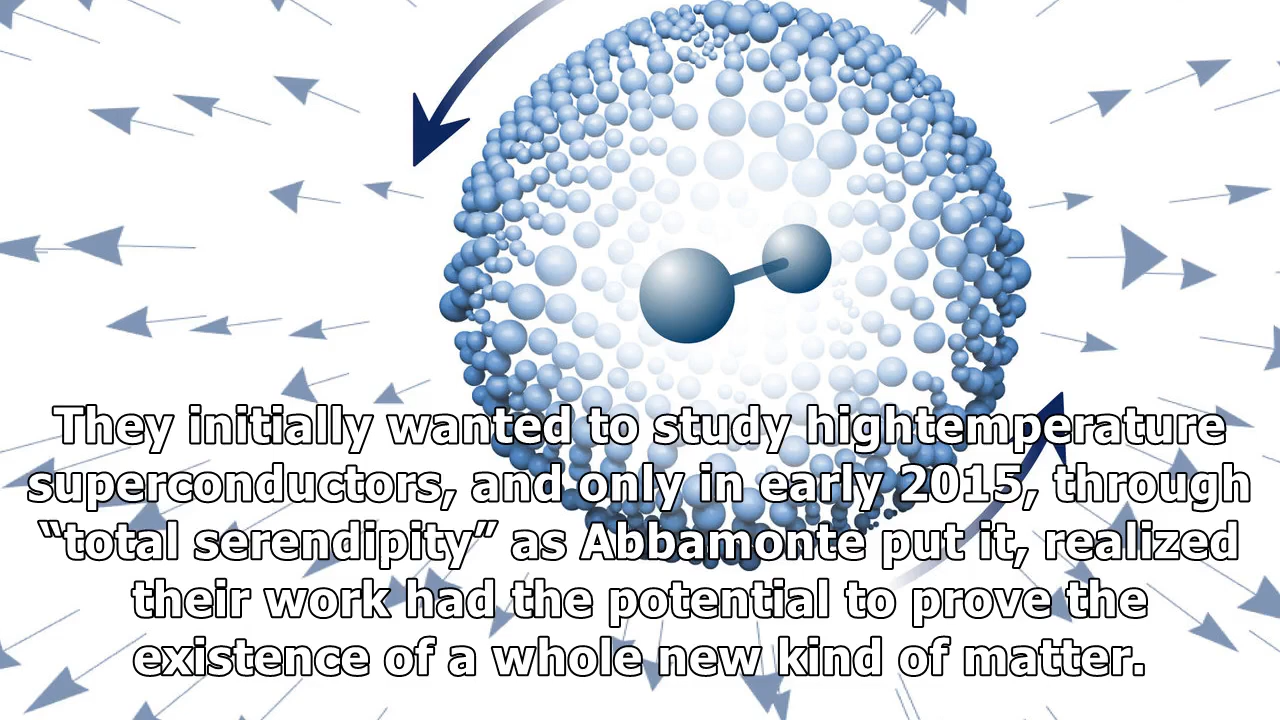 They initially wanted to study hightemperature
superconductors, and only in early 2015, through
“total serendipity” as Abbamonte put it, realized
their work had the potential to prove the
existence of a whole new kind of matter.